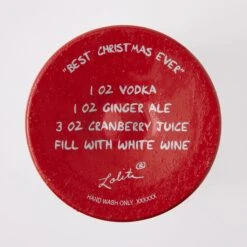 "BEST CHRISTMAS EVER"
1 OZ VODKA
1 OZ GINGER ALE
3 OZ CRANBERRY JUICE
FILL WITH WHITE WINE
Lolita®
HAND WASH ONLY XXXXXX